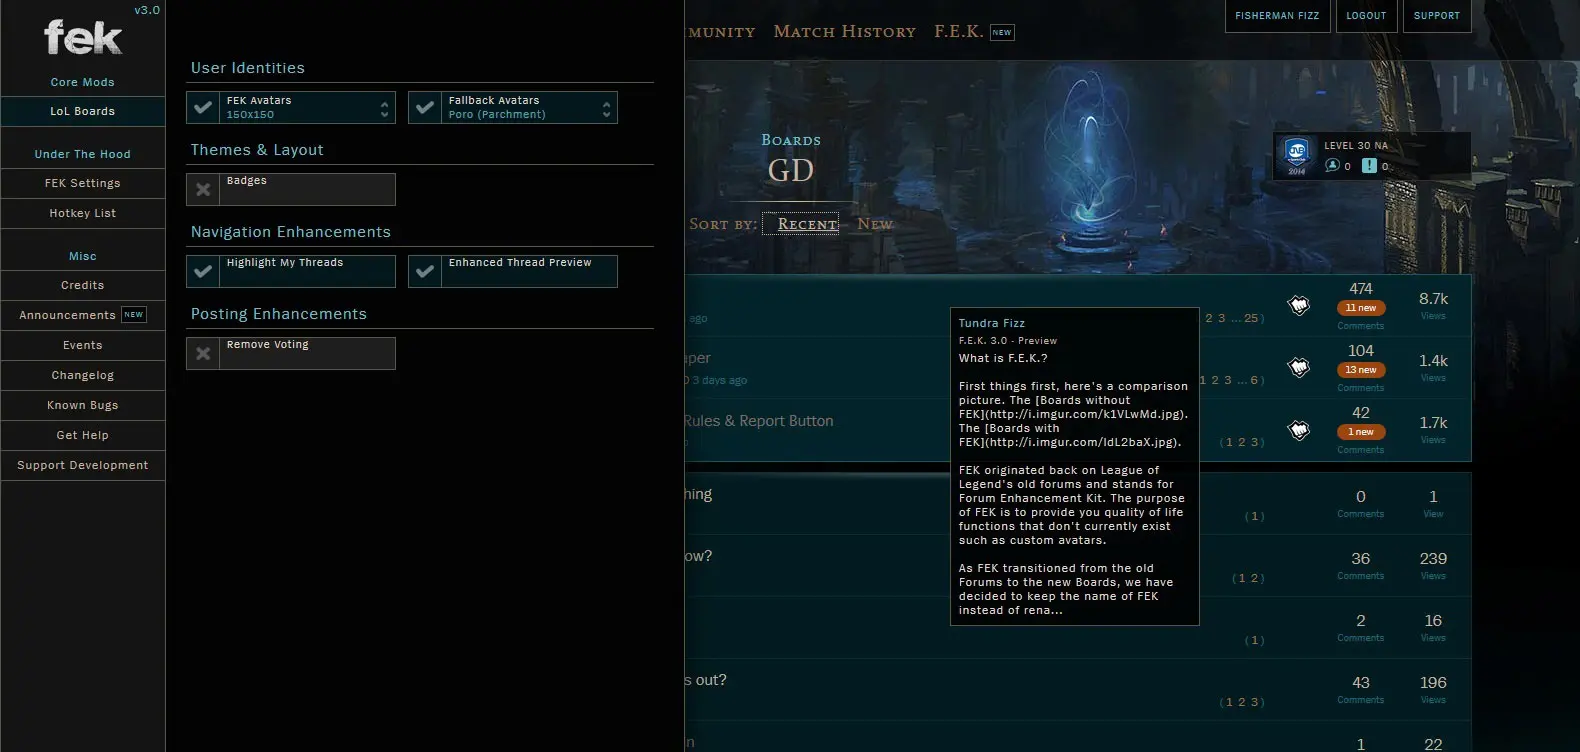 v3.0
fek
Core Mods
LoL Boards
Under The Hood
FEK Settings
Hotkey List
Misc
Credits
Announcements NEW
Events
Changelog
Known Bugs
Get Help
Support Development
User Identities
FEK Avatars
150x150
Fallback Avatars
Poro (Parchment)
Themes & Layout
Badges
Navigation Enhancements
Highlight My Threads
Enhanced Thread Preview
Posting Enhancements
Remove Voting
MUNITY MATCH HISTORY F.E.K. NEW
FISHERMAN FIZZ LOGOUT SUPPORT
BOARDS
GD
SORT BY: RECENT NEW
LEVEL 30 NA
0 0
2014
ago
2 3 ... 25 )
474
11 new
Comments
8.7k
Views
aper
3 days ago
1 2 3 ... 6 )
104
13 new
Comments
1.4k
Views
Rules & Report Button
( 1 2 3 )
42
1 new
Comments
1.7k
Views
Tundra Fizz
F.E.K. 3.0 - Preview
What is F.E.K.?
First things first, here's a comparison
picture. The [Boards without
FEK](http://i.imgur.com/k1VLwMd.jpg).
The [Boards with
FEK](http://i.imgur.com/IdL2baX.jpg).
FEK originated back on League of
Legend's old forums and stands for
Forum Enhancement Kit. The purpose
of FEK is to provide you quality of life
functions that don't currently exist
such as custom avatars.
As FEK transitioned from the old
Forums to the new Boards, we have
decided to keep the name of FEK
instead of rena...
hing
( 1 )
0
Comments
1
View
ow?
( 1 2 )
36
Comments
239
Views
( 1 )
2
Comments
16
Views
s out?
( 1 2 3 )
43
Comments
196
Views
n
1
22